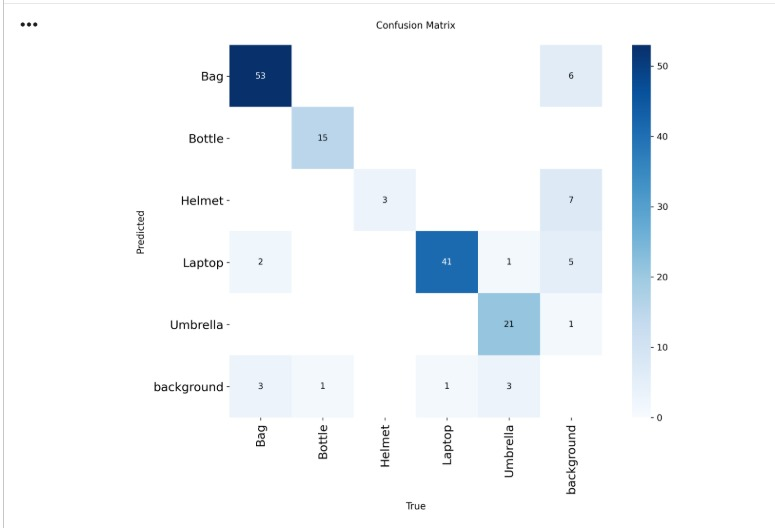 •••
Confusion Matrix
Bag 53 6 50
Bottle 15 40
Helmet 3 7 30
Predicted
Laptop 2 41 1 5 20
Umbrella 21 1 10
background 3 1 1 3 0
Bag Bottle Helmet Laptop Umbrella background
True